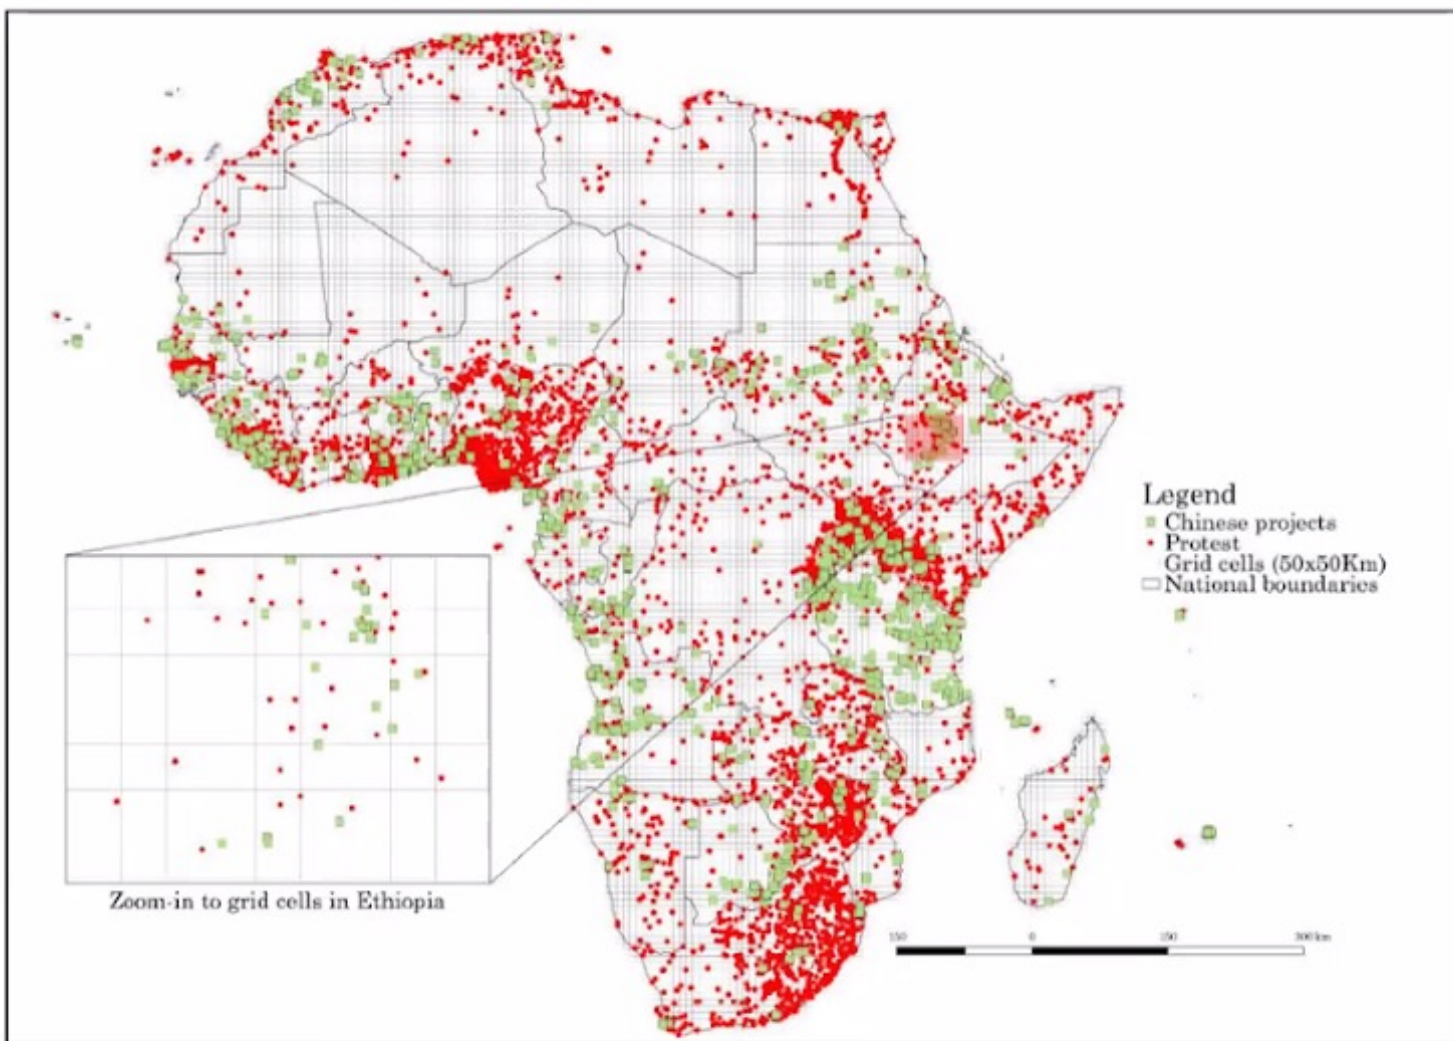 Legend
Chinese projects
Protest
Grid cells (50x50Km)
National boundaries
Zoom-in to grid cells in Ethiopia
150 0 150 300 km